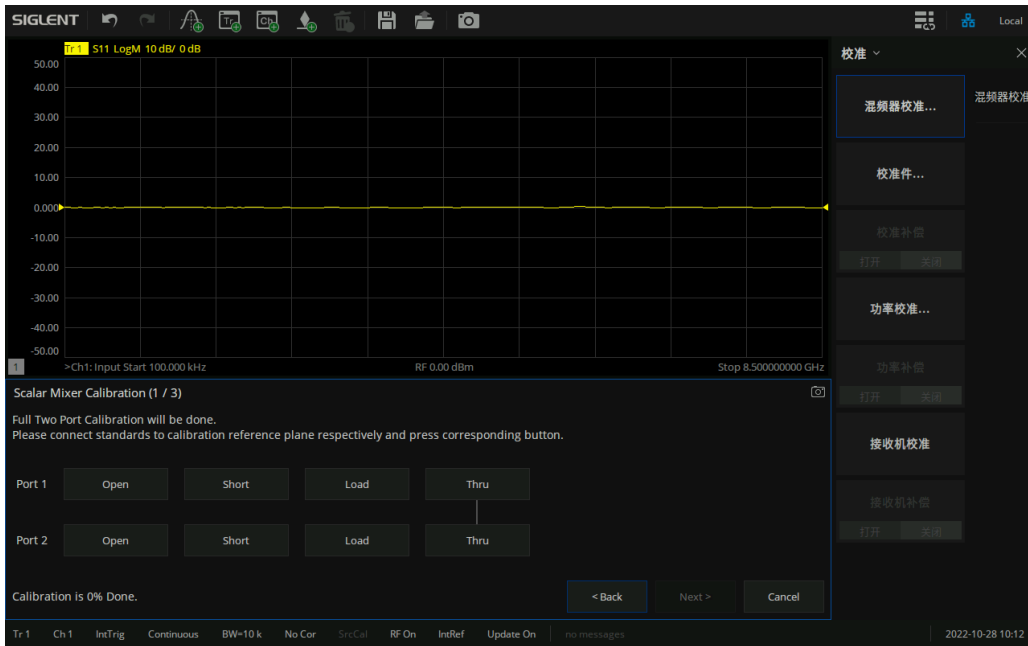 SIGLENT Tr Ch Local
Tr 1 S11 LogM 10 dB/ 0 dB
50.00
40.00
30.00
20.00
10.00
0.000
-10.00
-20.00
-30.00
-40.00
-50.00
1 >Ch1: Input Start 100.000 kHz RF 0.00 dBm Stop 8.500000000 GHz
Scalar Mixer Calibration (1 / 3)
Full Two Port Calibration will be done.
Please connect standards to calibration reference plane respectively and press corresponding button.
Port 1 Open Short Load Thru
Port 2 Open Short Load Thru
Calibration is 0% Done. < Back Next > Cancel
校准
混频器校准... 混频器校准
校准件...
校准补偿
打开 关闭
功率校准...
功率补偿
打开 关闭
接收机校准
接收机补偿
打开 关闭
Tr 1 Ch 1 IntTrig Continuous BW=10 k No Cor SrcCal RF On IntRef Update On no messages 2022-10-28 10:12